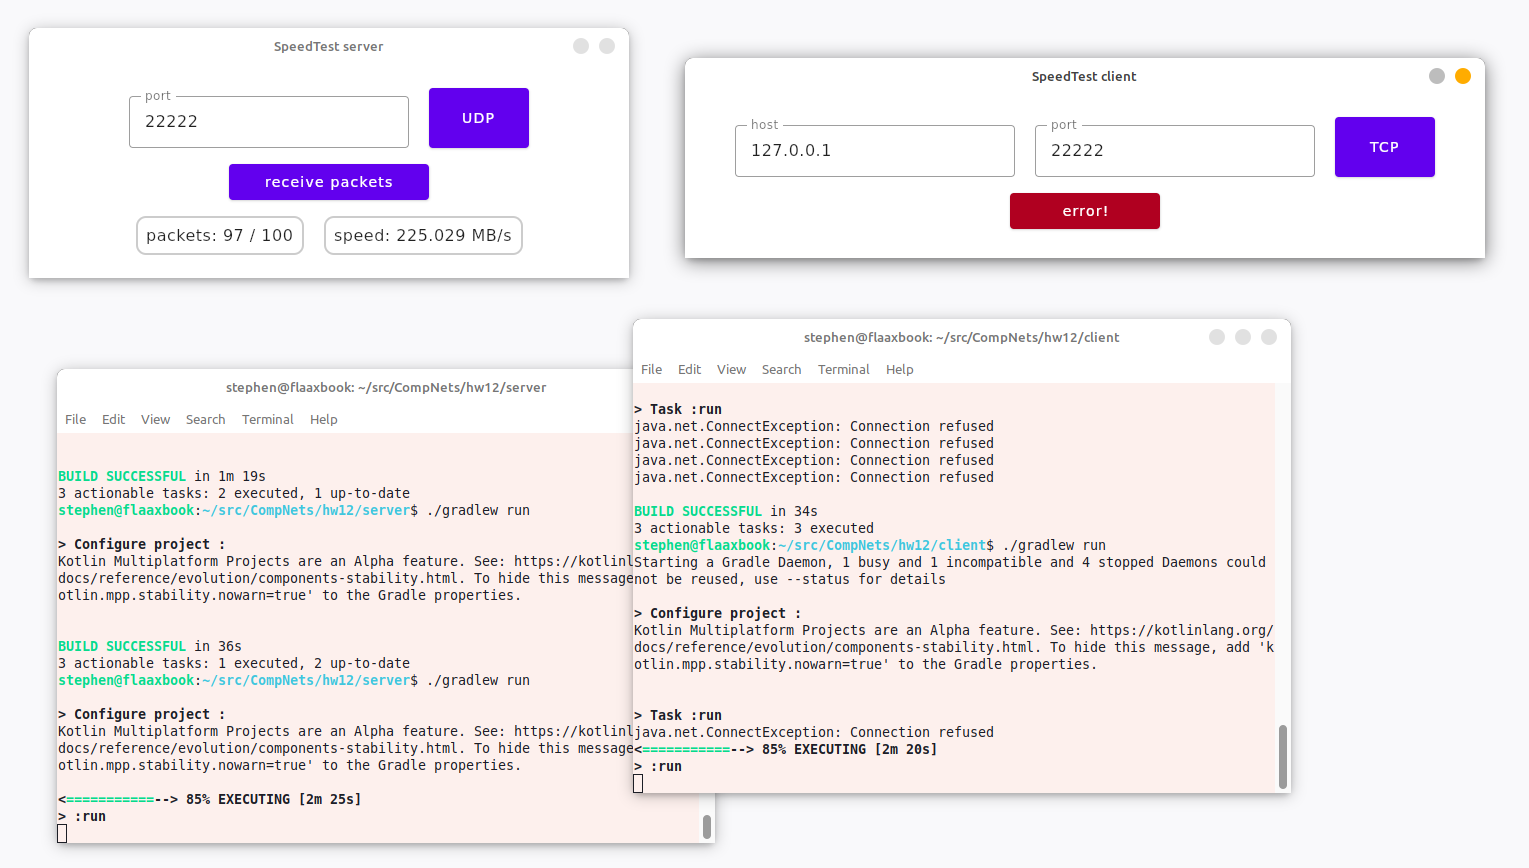 SpeedTest server
port
22222
UDP
receive packets
packets: 97 / 100
speed: 225.029 MB/s
SpeedTest client
host
127.0.0.1
port
22222
TCP
error!
stephen@flaaxbook: ~/src/CompNets/hw12/server
File Edit View Search Terminal Help
BUILD SUCCESSFUL in 1m 19s
3 actionable tasks: 2 executed, 1 up-to-date
stephen@flaaxbook:~/src/CompNets/hw12/server$ ./gradlew run
> Configure project :
Kotlin Multiplatform Projects are an Alpha feature. See: https://kotlinl
docs/reference/evolution/components-stability.html. To hide this message
otlin.mpp.stability.nowarn=true' to the Gradle properties.
BUILD SUCCESSFUL in 36s
3 actionable tasks: 1 executed, 2 up-to-date
stephen@flaaxbook:~/src/CompNets/hw12/server$ ./gradlew run
> Configure project :
Kotlin Multiplatform Projects are an Alpha feature. See: https://kotlinl
docs/reference/evolution/components-stability.html. To hide this message
otlin.mpp.stability.nowarn=true' to the Gradle properties.
<===========--> 85% EXECUTING [2m 25s]
> :run
stephen@flaaxbook: ~/src/CompNets/hw12/client
File Edit View Search Terminal Help
> Task :run
java.net.ConnectException: Connection refused
java.net.ConnectException: Connection refused
java.net.ConnectException: Connection refused
java.net.ConnectException: Connection refused
BUILD SUCCESSFUL in 34s
3 actionable tasks: 3 executed
stephen@flaaxbook:~/src/CompNets/hw12/client$ ./gradlew run
Starting a Gradle Daemon, 1 busy and 1 incompatible and 4 stopped Daemons could
not be reused, use --status for details
> Configure project :
Kotlin Multiplatform Projects are an Alpha feature. See: https://kotlinlang.org/
docs/reference/evolution/components-stability.html. To hide this message, add 'k
otlin.mpp.stability.nowarn=true' to the Gradle properties.
> Task :run
java.net.ConnectException: Connection refused
<===========--> 85% EXECUTING [2m 20s]
> :run